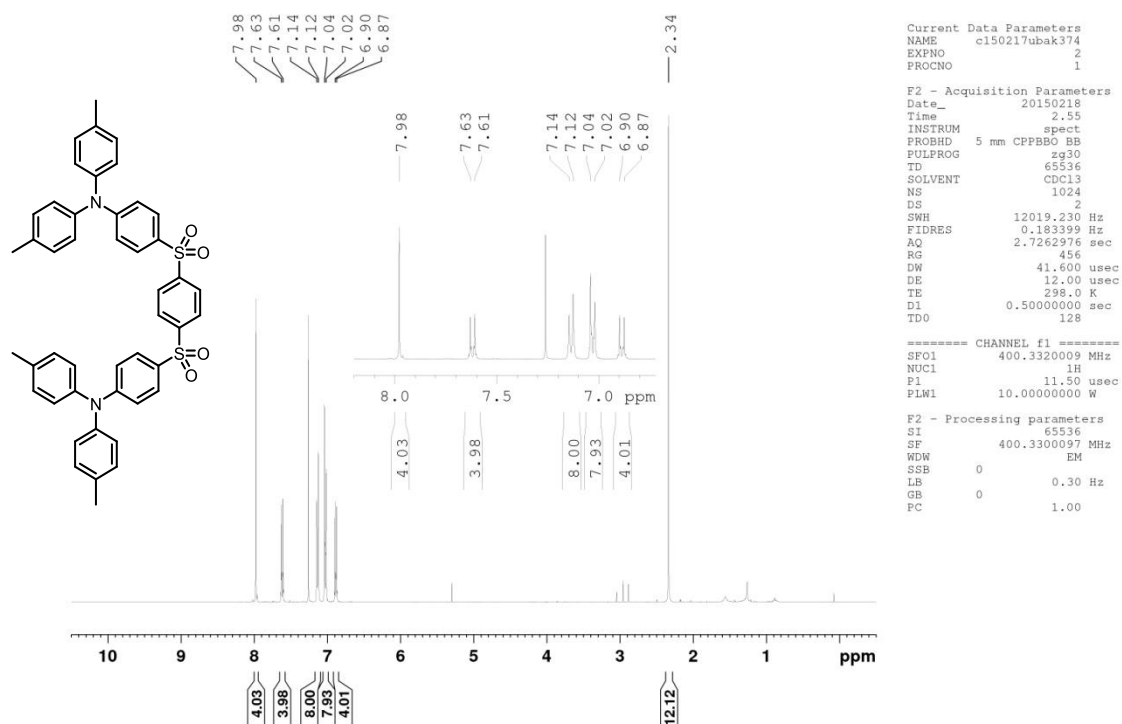 7.98
7.63
7.61
7.14
7.12
7.04
7.02
6.90
6.87
2.34
7.98
7.63
7.61
7.14
7.12
7.04
7.02
6.90
6.87
8.0 7.5 7.0 ppm
4.03
3.98
8.00
7.93
4.01
N
S
O
O
S
O
O
N
10 9 8 7 6 5 4 3 2 1 ppm
4.03
3.98
8.00
7.93
4.01
12.12
Current Data Parameters
NAME c150217ubak374
EXPNO 2
PROCNO 1
F2 - Acquisition Parameters
Date_ 20150218
Time 2.55
INSTRUM spect
PROBHD 5 mm CPPBBO BB
PULPROG zg30
TD 65536
SOLVENT CDCl3
NS 1024
DS 2
SWH 12019.230 Hz
FIDRES 0.183399 Hz
AQ 2.7262976 sec
RG 456
DW 41.600 usec
DE 12.00 usec
TE 298.0 K
D1 0.50000000 sec
TD0 128
======== CHANNEL f1 ========
SFO1 400.3320009 MHz
NUC1 1H
P1 11.50 usec
PLW1 10.00000000 W
F2 - Processing parameters
SI 65536
SF 400.3300097 MHz
WDW EM
SSB 0
LB 0.30 Hz
GB 0
PC 1.00